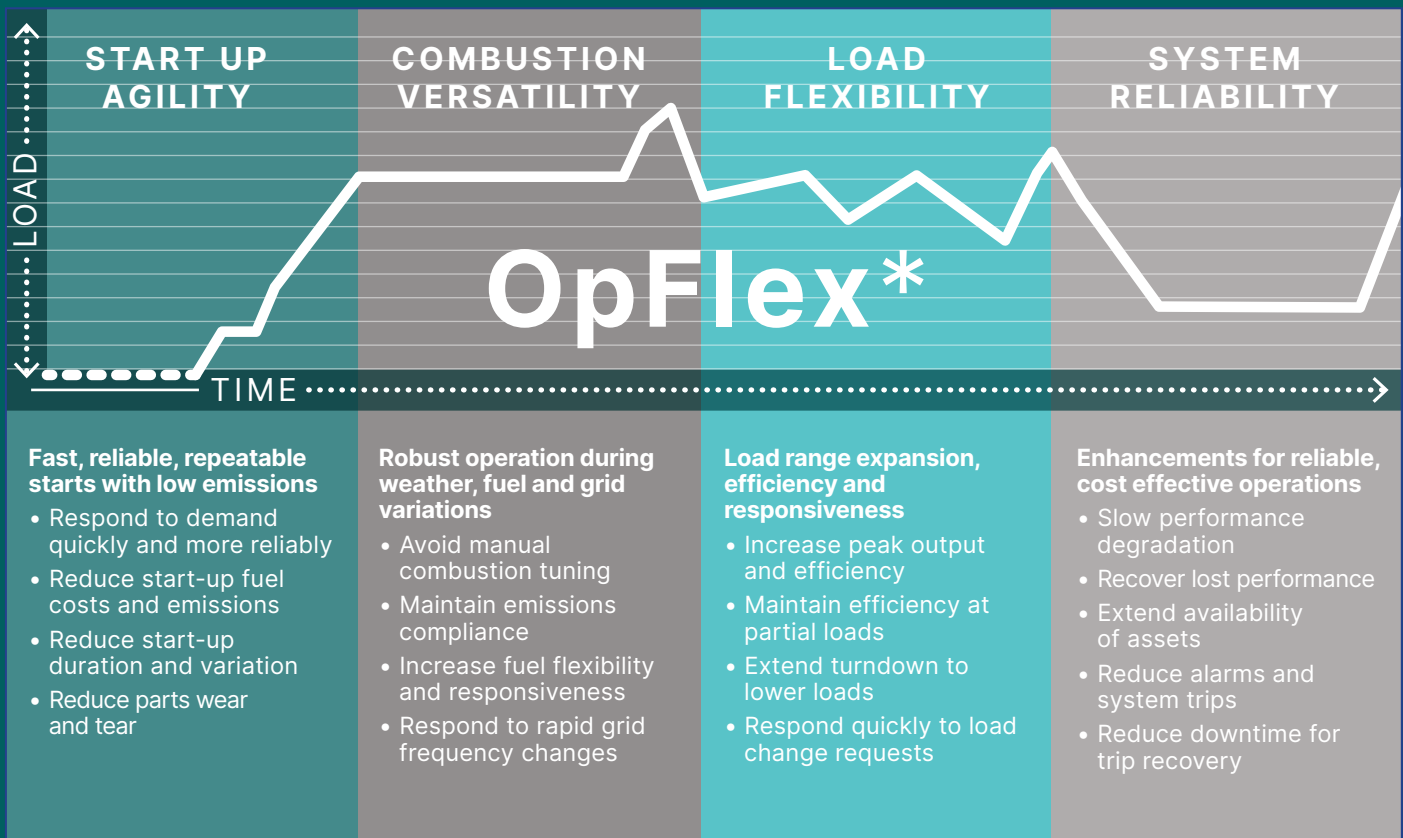 START UP
AGILITY
COMBUSTION
VERSATILITY
LOAD
FLEXIBILITY
SYSTEM
RELIABILITY
LOAD
OpFlex*
TIME
Fast, reliable, repeatable
starts with low emissions
• Respond to demand
quickly and more reliably
• Reduce start-up fuel
costs and emissions
• Reduce start-up
duration and variation
• Reduce parts wear
and tear
Robust operation during
weather, fuel and grid
variations
• Avoid manual
combustion tuning
• Maintain emissions
compliance
• Increase fuel flexibility
and responsiveness
• Respond to rapid grid
frequency changes
Load range expansion,
efficiency and
responsiveness
• Increase peak output
and efficiency
• Maintain efficiency at
partial loads
• Extend turndown to
lower loads
• Respond quickly to load
change requests
Enhancements for reliable,
cost effective operations
• Slow performance
degradation
• Recover lost performance
• Extend availability
of assets
• Reduce alarms and
system trips
• Reduce downtime for
trip recovery